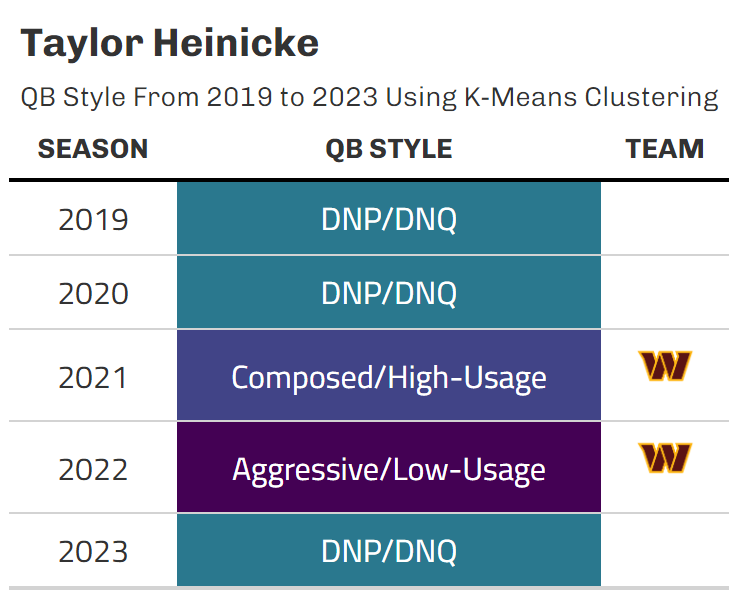 Taylor Heinicke
QB Style From 2019 to 2023 Using K-Means Clustering
SEASON QB STYLE TEAM
2019 DNP/DNQ
2020 DNP/DNQ
2021 Composed/High-Usage W
2022 Aggressive/Low-Usage W
2023 DNP/DNQ